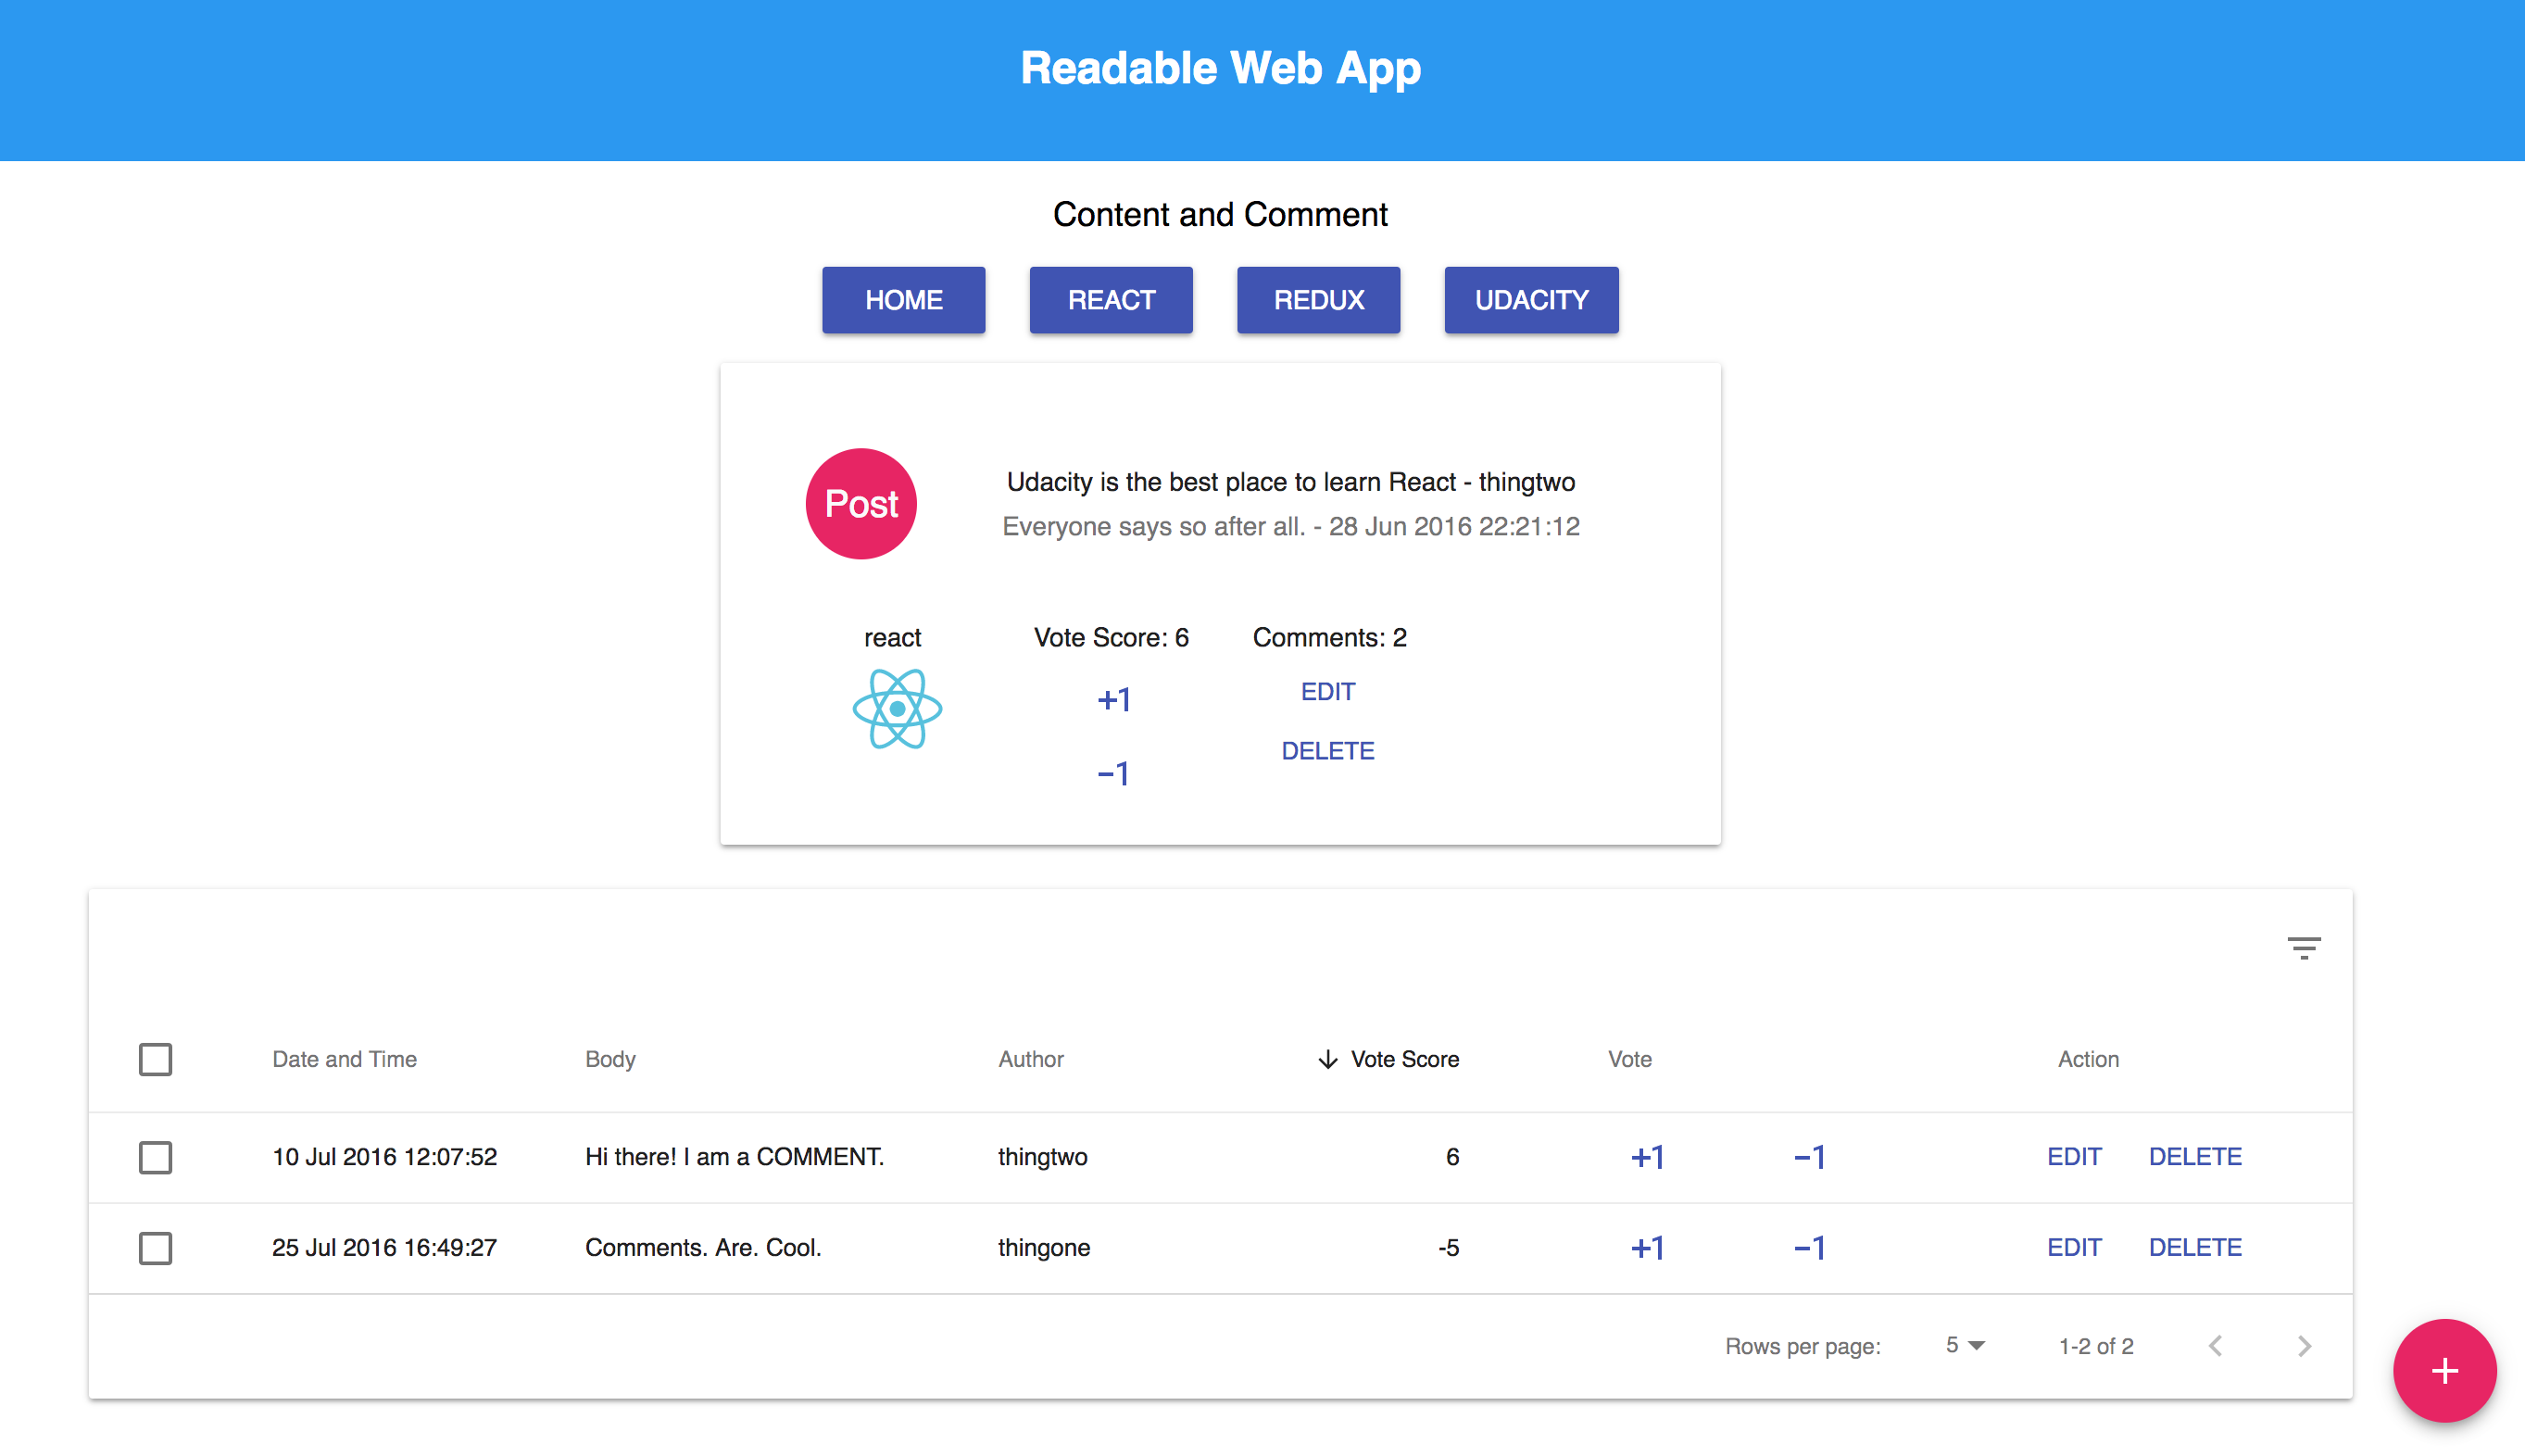 Readable Web App
Content and Comment
HOME REACT REDUX UDACITY
Post
Udacity is the best place to learn React - thingtwo
Everyone says so after all. - 28 Jun 2016 22:21:12
react Vote Score: 6 Comments: 2
+1 EDIT
−1 DELETE
Date and Time Body Author Vote Score Vote Action
10 Jul 2016 12:07:52 Hi there! I am a COMMENT. thingtwo 6 +1 −1 EDIT DELETE
25 Jul 2016 16:49:27 Comments. Are. Cool. thingone -5 +1 −1 EDIT DELETE
Rows per page: 5 1-2 of 2
+